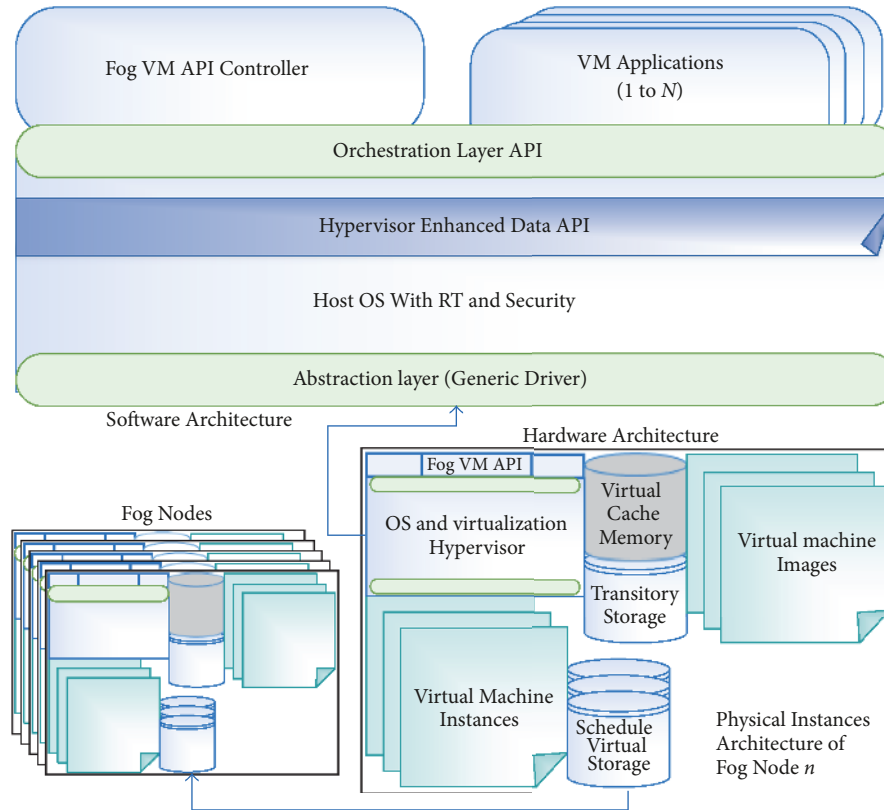 Fog VM API Controller
VM Applications
(1 to N)
Orchestration Layer API
Hypervisor Enhanced Data API
Host OS With RT and Security
Abstraction layer (Generic Driver)
Software Architecture
Hardware Architecture
Fog VM API
OS and virtualization
Hypervisor
Virtual
Cache
Memory
Transitory
Storage
Virtual machine
Images
Fog Nodes
Virtual Machine
Instances
Schedule
Virtual
Storage
Physical Instances
Architecture of
Fog Node n